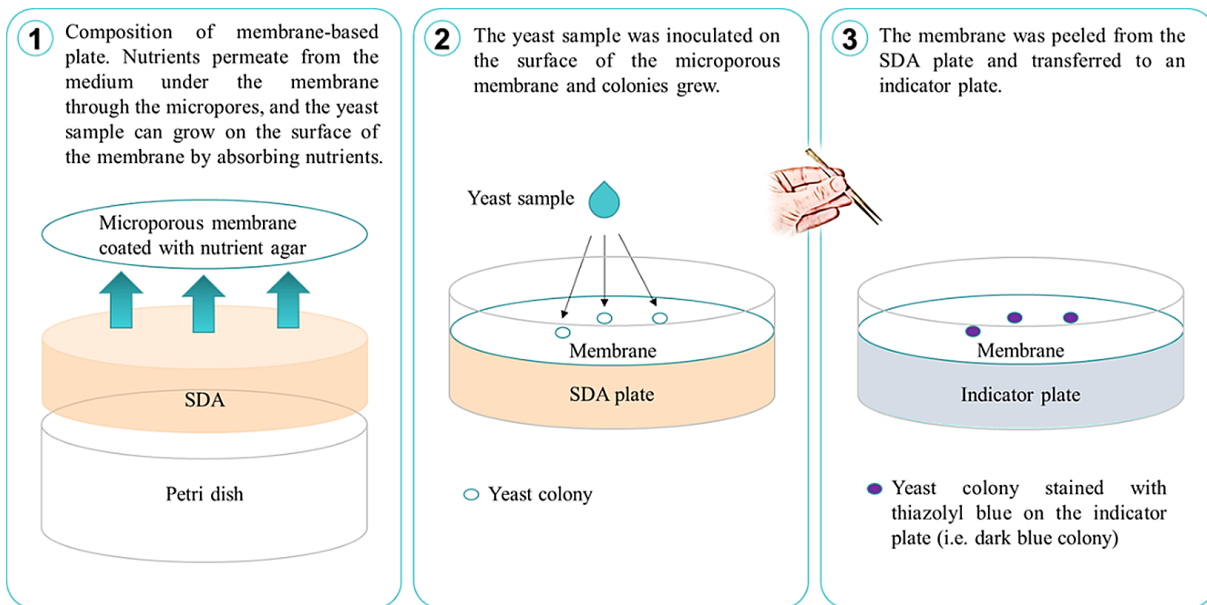 1
Composition of membrane-based
plate. Nutrients permeate from the
medium under the membrane
through the micropores, and the yeast
sample can grow on the surface of
the membrane by absorbing nutrients.
Microporous membrane
coated with nutrient agar
SDA
Petri dish
2
The yeast sample was inoculated on
the surface of the microporous
membrane and colonies grew.
Yeast sample
Membrane
SDA plate
Yeast colony
3
The membrane was peeled from the
SDA plate and transferred to an
indicator plate.
Membrane
Indicator plate
Yeast colony stained with
thiazolyl blue on the indicator
plate (i.e. dark blue colony)